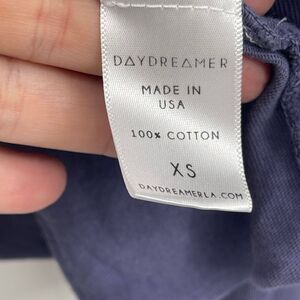 DAYDREAMER
MADE IN
USA
100% COTTON
XS
DAYDREAMERLA.COM